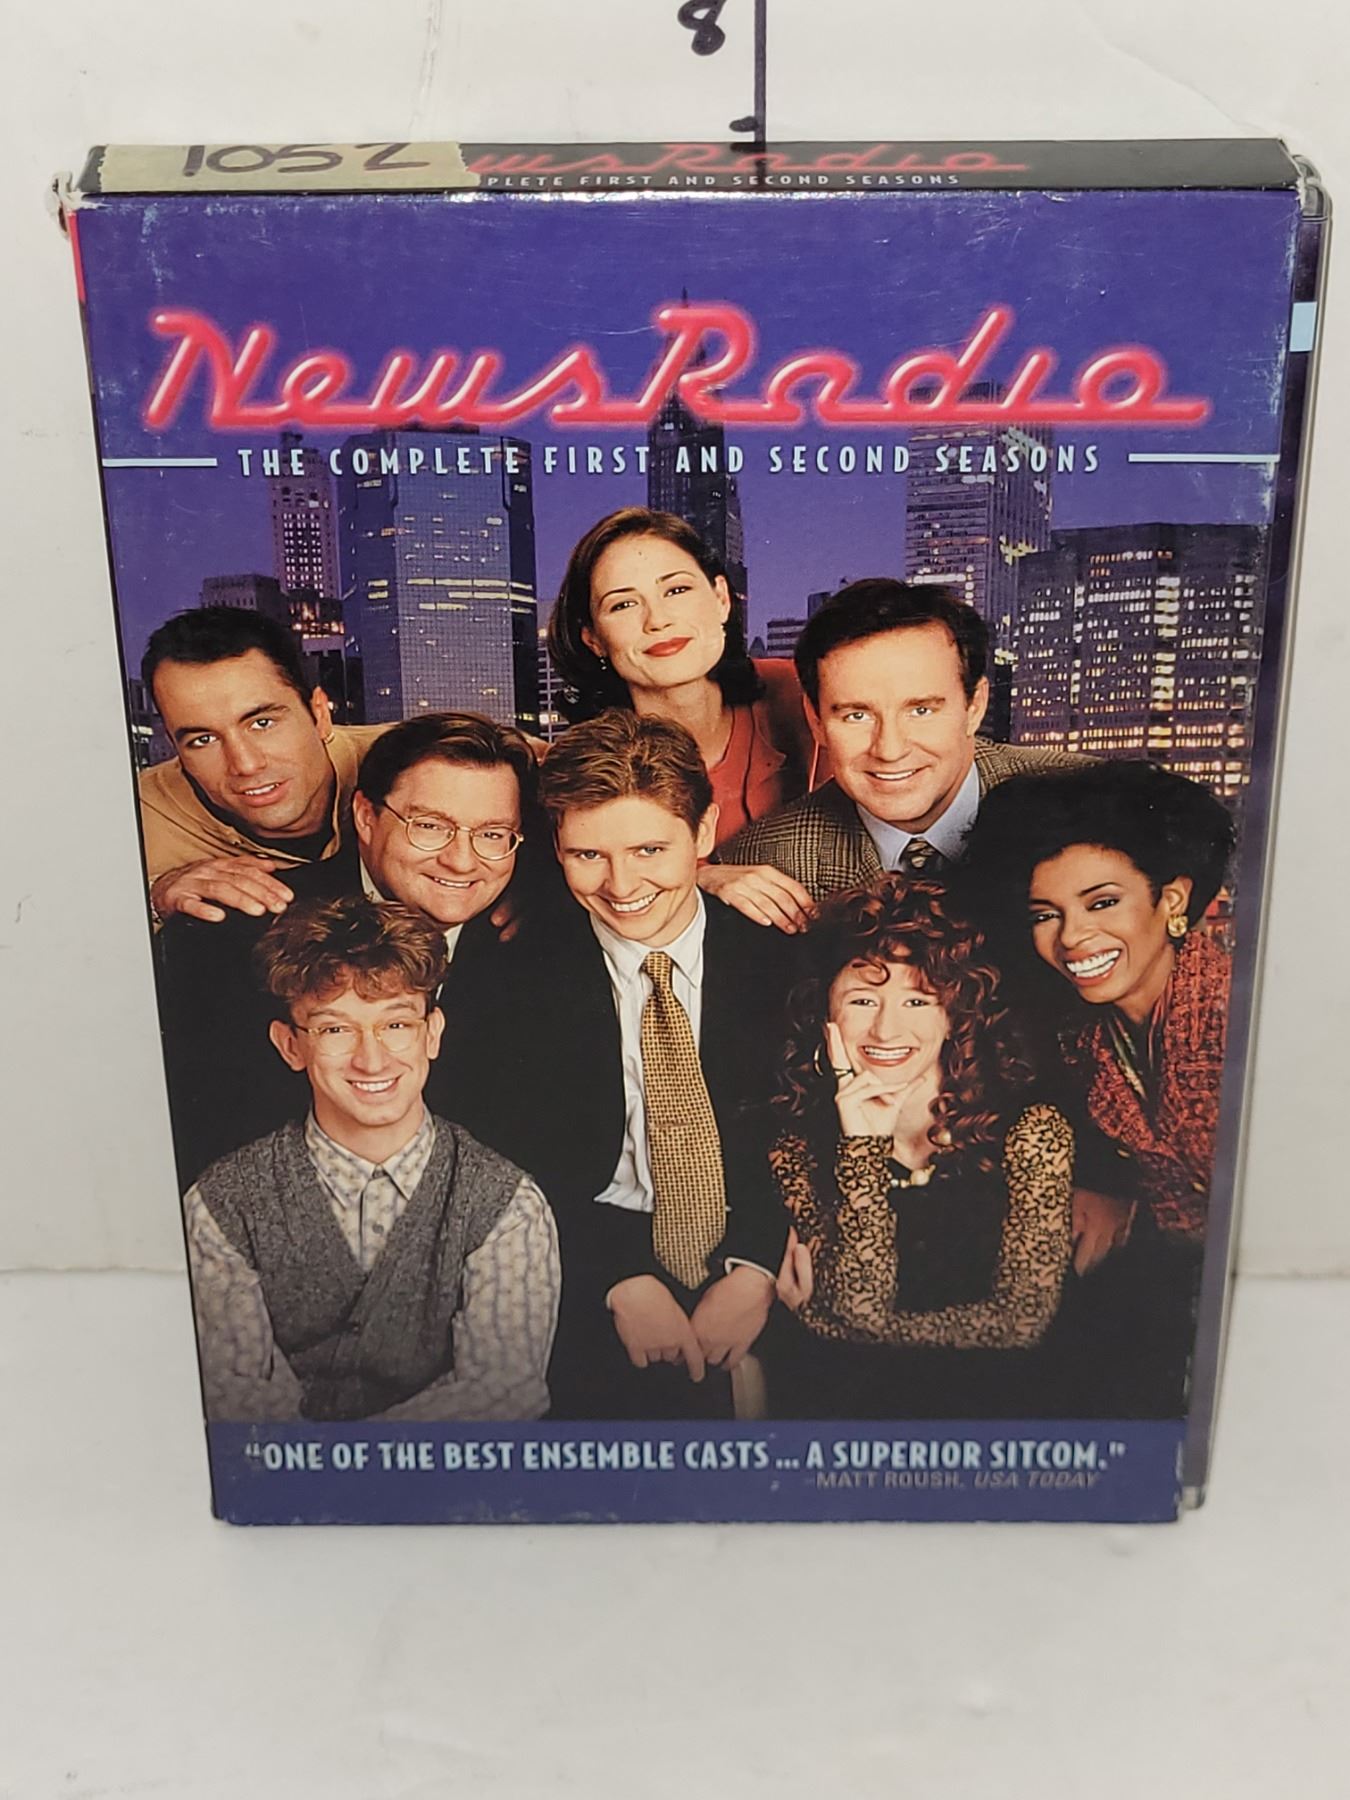 8
1052
NewsRadio
PLETE FIRST AND SECOND SEASONS
NewsRadio
THE COMPLETE FIRST AND SECOND SEASONS
"ONE OF THE BEST ENSEMBLE CASTS... A SUPERIOR SITCOM."
-MATT ROUSH, USA TODAY